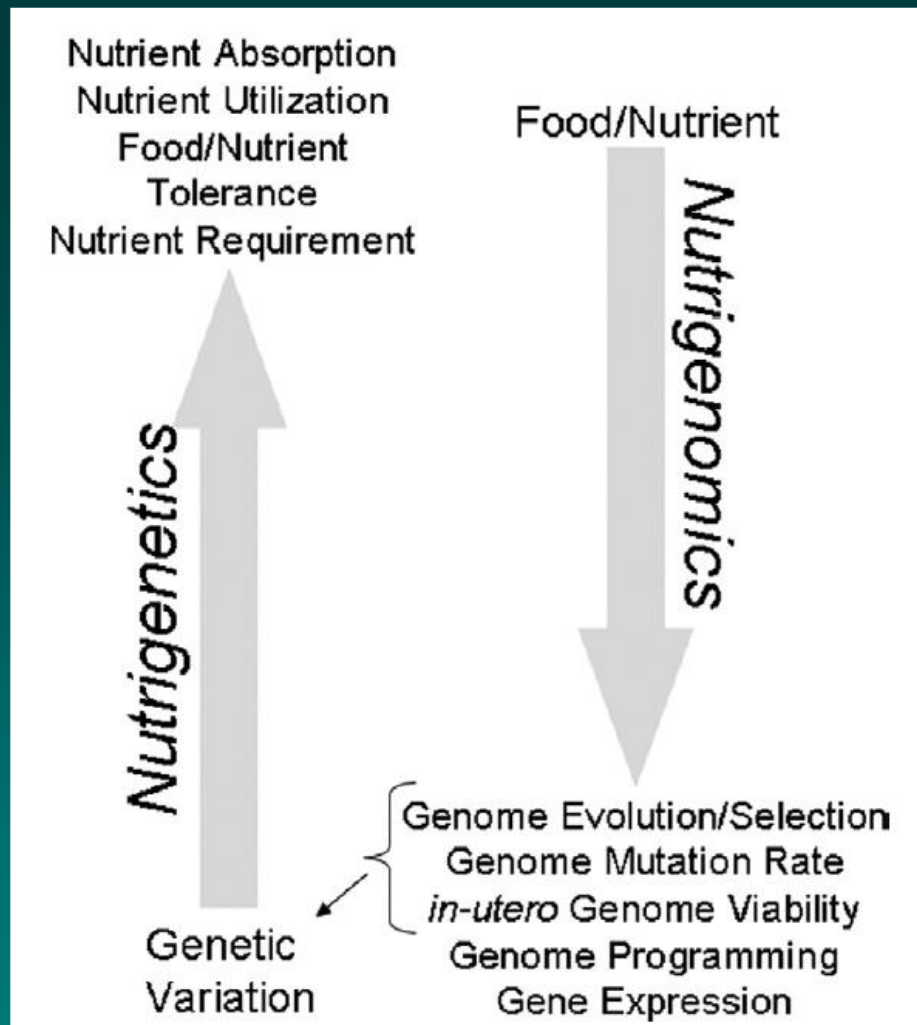 Nutrient Absorption
Nutrient Utilization
Food/Nutrient
Tolerance
Nutrient Requirement
Nutrigenetics
Genetic
Variation
Food/Nutrient
Nutrigenomics
Genome Evolution/Selection
Genome Mutation Rate
in-utero Genome Viability
Genome Programming
Gene Expression